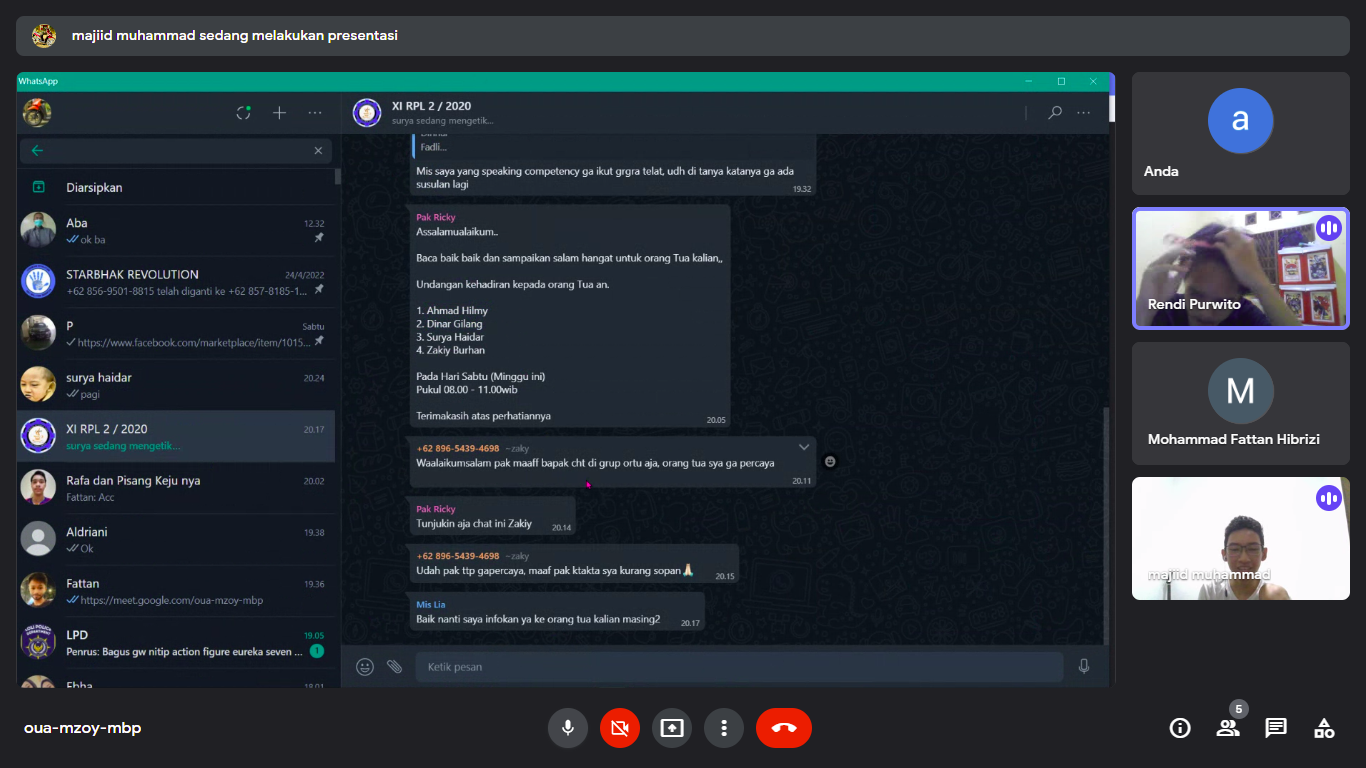 majiid muhammad sedang melakukan presentasi
WhatsApp
XI RPL 2 / 2020
surya sedang mengetik...
Diarsipkan
Aba
12.32
ok ba
STARBHAK REVOLUTION
24/4/2022
+62 856-9501-8815 telah diganti ke +62 857-8185-1...
P
Sabtu
https://www.facebook.com/marketplace/item/1015...
surya haidar
20.24
pagi
XI RPL 2 / 2020
20.17
surya sedang mengetik...
Rafa dan Pisang Keju nya
20.02
Fattan: Acc
Aldriani
19.38
Ok
Fattan
19.36
https://meet.google.com/oua-mzoy-mbp
LPD
19.05
Penrus: Bagus gw nitip action figure eureka seven ...
1
Ebha
18.01
Fadli...
Mis saya yang speaking competency ga ikut grgra telat, udh di tanya katanya ga ada
susulan lagi
19.32
Pak Ricky
Assalamualaikum..
Baca baik baik dan sampaikan salam hangat untuk orang Tua kalian,,
Undangan kehadiran kepada orang Tua an.
1. Ahmad Hilmy
2. Dinar Gilang
3. Surya Haidar
4. Zakiy Burhan
Pada Hari Sabtu (Minggu ini)
Pukul 08.00 - 11.00wib
Terimakasih atas perhatiannya
20.05
+62 896-5439-4698 ~zaky
Waalaikumsalam pak maaff bapak cht di grup ortu aja, orang tua sya ga percaya
20.11
Pak Ricky
Tunjukin aja chat ini Zakiy
20.14
+62 896-5439-4698 ~zaky
Udah pak ttp gapercaya, maaf pak ktakta sya kurang sopan🙏🏻
20.15
Mis Lia
Baik nanti saya infokan ya ke orang tua kalian masing2
20.17
Ketik pesan
a
Anda
Rendi Purwito
M
Mohammad Fattan Hibrizi
majiid muhammad
oua-mzoy-mbp
5